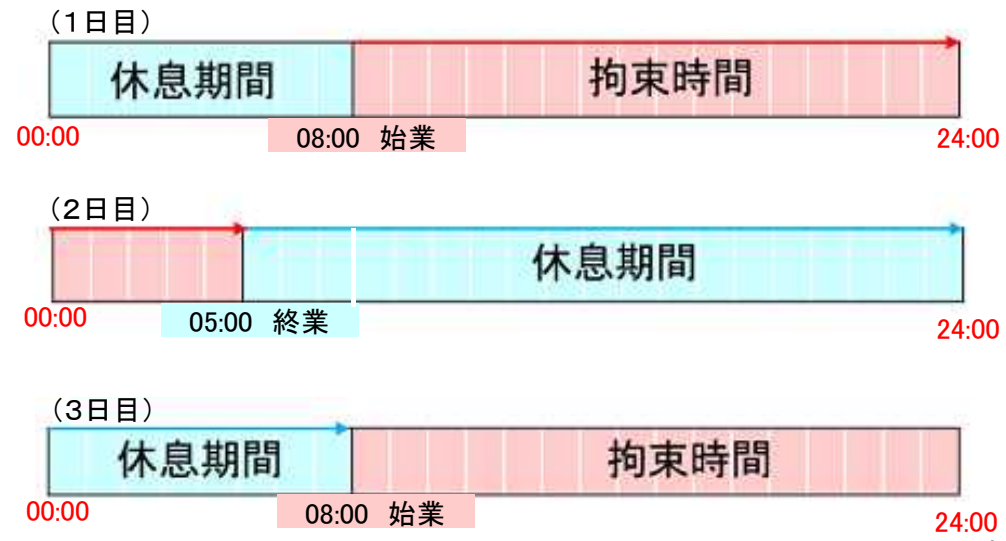 （１日目）
休息期間 拘束時間
00:00 08:00 始業 24:00
（２日目）
休息期間
00:00 05:00 終業 24:00
（３日目）
休息期間 拘束時間
00:00 08:00 始業 24:00